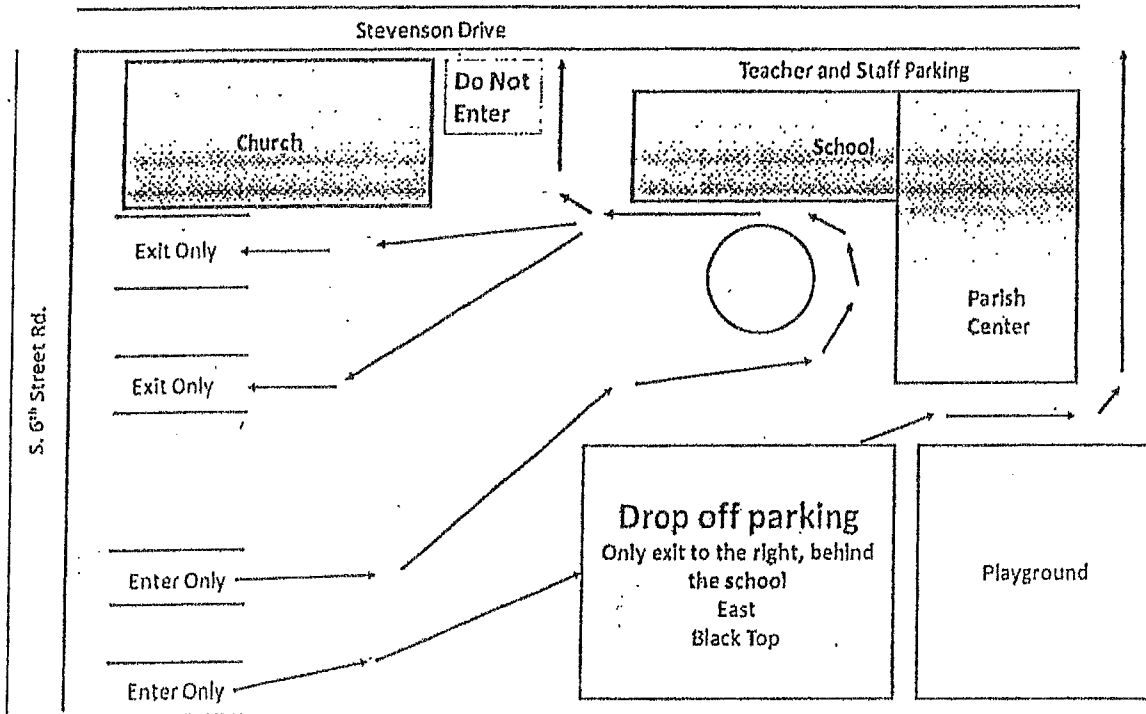 Stevenson Drive
Do Not
Enter
Teacher and Staff Parking
Church
School
Exit Only
Parish
Center
S. 6th Street Rd.
Exit Only
Drop off parking
Only exit to the right, behind
the school
East
Black Top
Enter Only
Playground
Enter Only